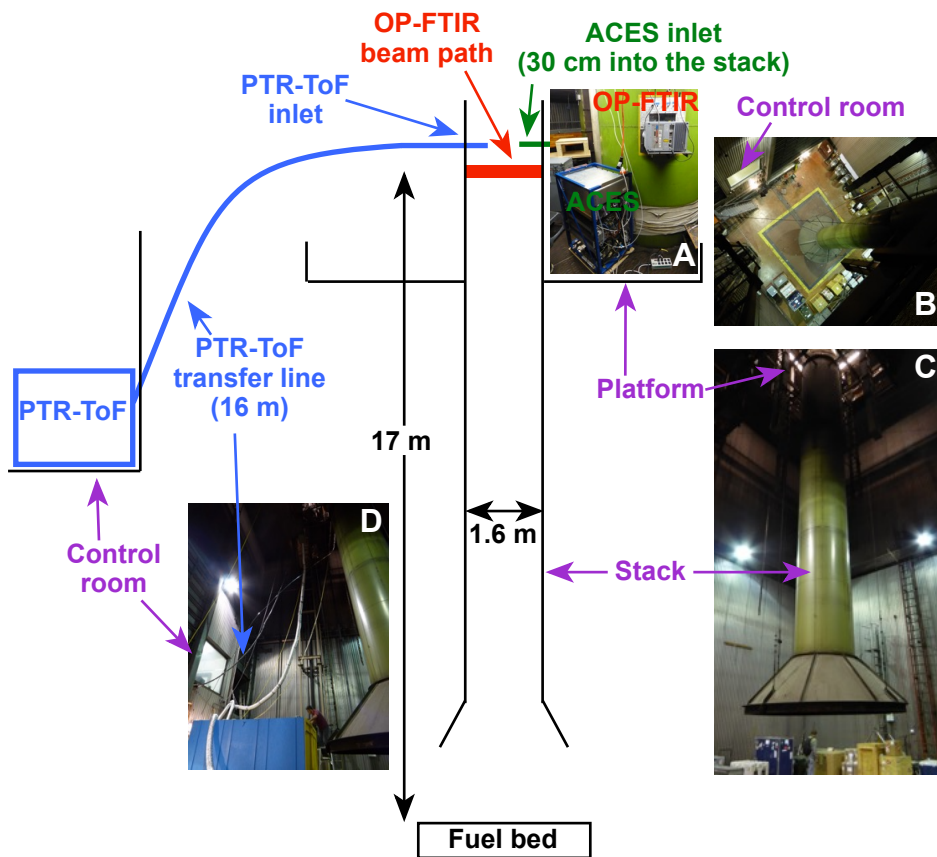 OP-FTIR
beam path
ACES inlet
(30 cm into the stack)
PTR-ToF
inlet
OP-FTIR
ACES
A
Control room
B
PTR-ToF
transfer line
(16 m)
PTR-ToF
Platform
C
17 m
1.6 m
D
Control
room
Stack
Fuel bed